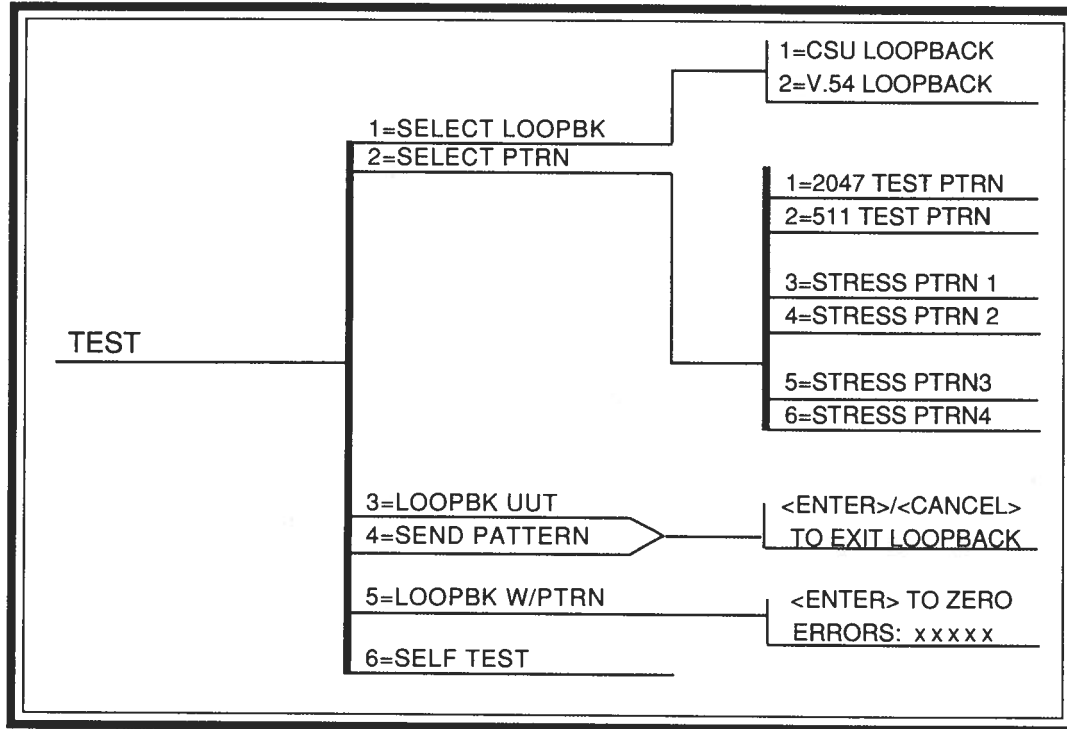 1=CSU LOOPBACK
2=V.54 LOOPBACK
1=SELECT LOOPBK
2=SELECT PTRN
1=2047 TEST PTRN
2=511 TEST PTRN
3=STRESS PTRN 1
4=STRESS PTRN 2
TEST
5=STRESS PTRN3
6=STRESS PTRN4
3=LOOPBK UUT
4=SEND PATTERN
<ENTER>/<CANCEL>
TO EXIT LOOPBACK
5=LOOPBK W/PTRN
<ENTER> TO ZERO
ERRORS: x x x x x
6=SELF TEST